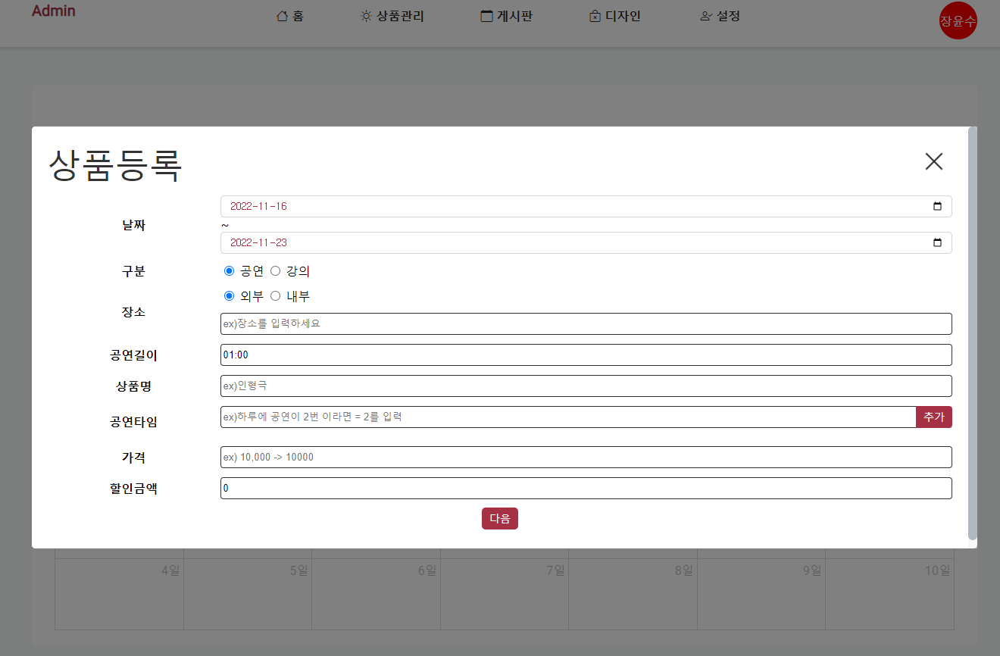 Admin 홈 상품관리 게시판 디자인 설정 장윤수
상품등록
날짜 2022-11-16
~
2022-11-23
구분 공연 강의
장소 외부 내부
ex)장소를 입력하세요
공연길이 01:00
상품명 ex)인형극
공연타임 ex)하루에 공연이 2번 이라면 = 2를 입력 추가
가격 ex) 10,000 -> 10000
할인금액 0
다음
4일 5일 6일 7일 8일 9일 10일